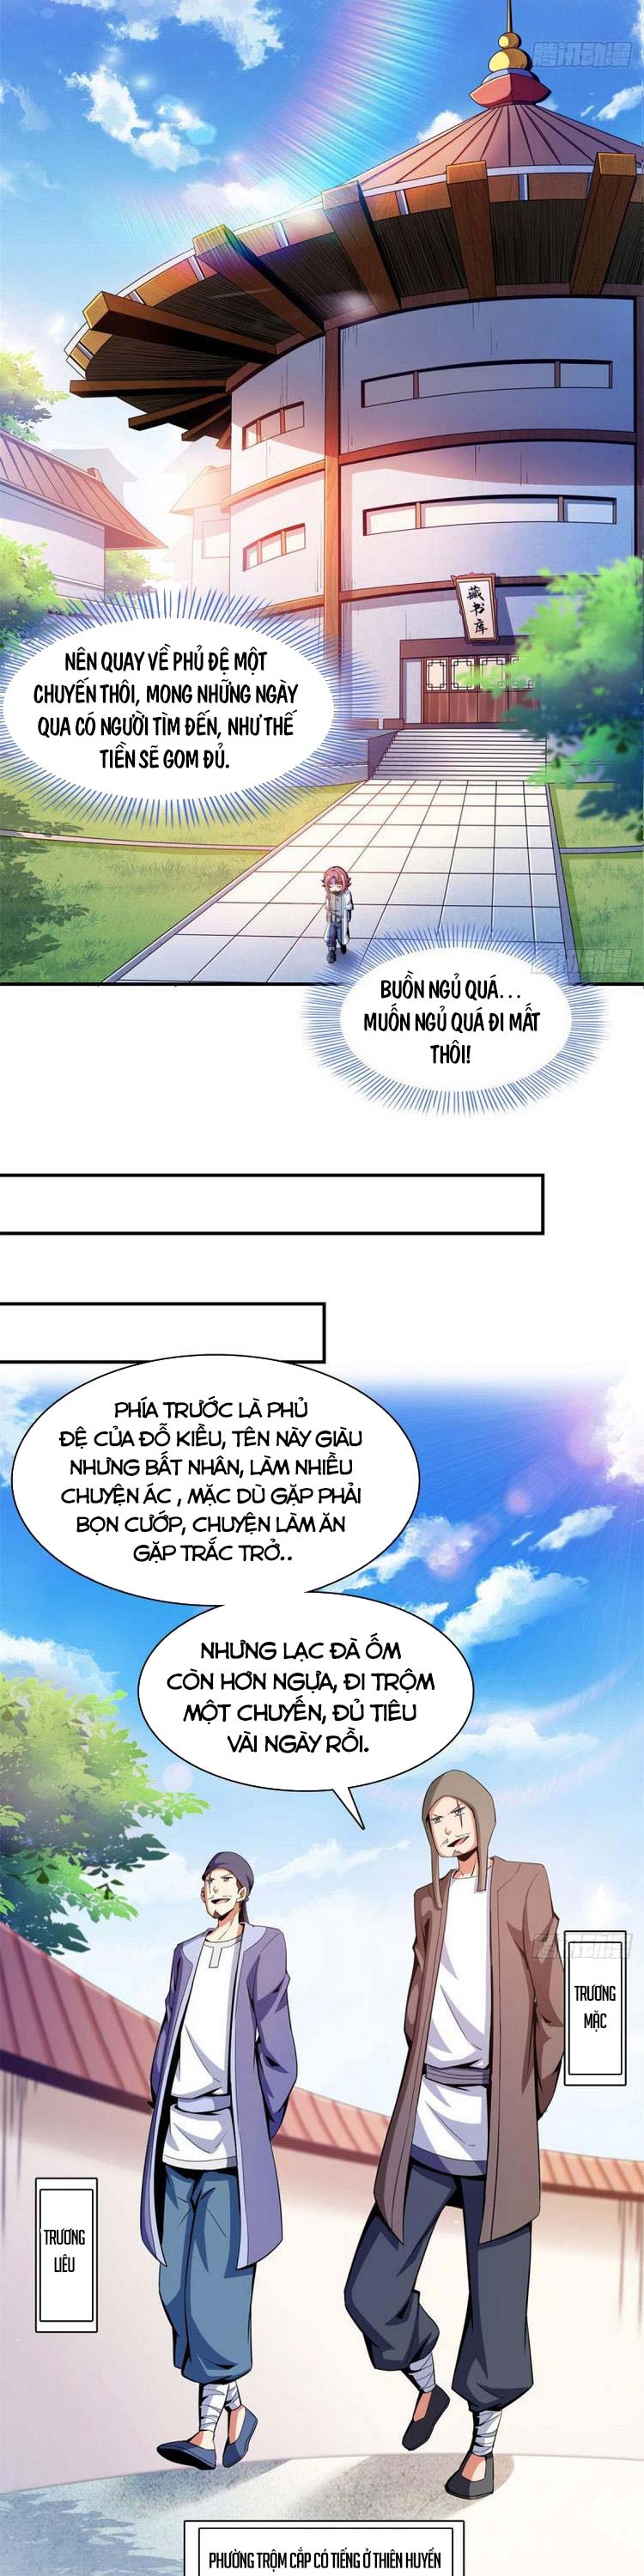 腾讯动漫
藏书库
NÊN QUAY VỀ PHỦ ĐỆ MỘT
CHUYẾN THÔI, MONG NHỮNG NGÀY
QUA CÓ NGƯỜI TÌM ĐẾN, NHƯ THẾ
TIỀN SẼ GOM ĐỦ.
BUỒN NGỦ QUÁ...
MUỐN NGỦ QUÁ ĐI MẤT
THÔI!
PHÍA TRƯỚC LÀ PHỦ
ĐỆ CỦA ĐỖ KIỀU, TÊN NÀY GIÀU
NHƯNG BẤT NHÂN, LÀM NHIỀU
CHUYỆN ÁC , MẶC DÙ GẶP PHẢI
BỌN CƯỚP, CHUYỆN LÀM ĂN
GẶP TRẮC TRỞ..
NHƯNG LẠC ĐÀ ỐM
CÒN HƠN NGỰA, ĐI TRỘM
MỘT CHUYẾN, ĐỦ TIÊU
VÀI NGÀY RỒI.
TRƯƠNG
MẶC
TRƯƠNG
LIÊU
PHƯỜNG TRỘM CẮP CÓ TIẾNG Ở THIÊN HUYỀN